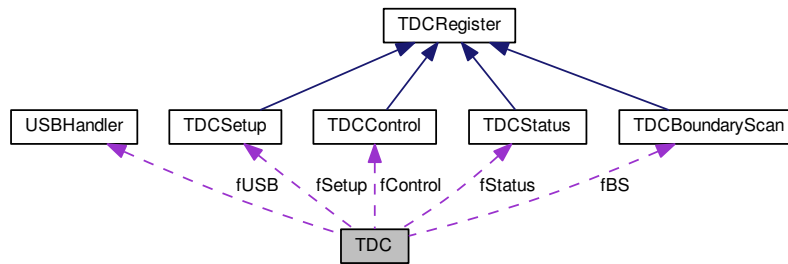 TDCRegister
USBHandler
TDCSetup
TDCControl
TDCStatus
TDCBoundaryScan
fUSB
fSetup
fControl
fStatus
fBS
TDC